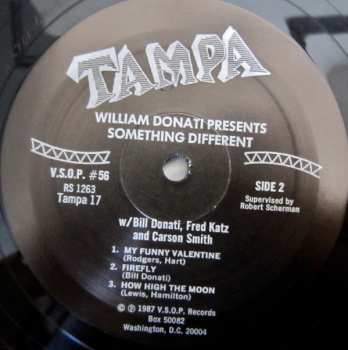 TAMPA
WILLIAM DONATI PRESENTS
SOMETHING DIFFERENT
V.S.O.P. #56
RS 1263
Tampa 17
SIDE 2
Supervised by
Robert Scherman
w/Bill Donati, Fred Katz
and Carson Smith
1. MY FUNNY VALENTINE
(Rodgers, Hart)
2. FIREFLY
(Bill Donati)
3. HOW HIGH THE MOON
(Lewis, Hamilton)
© ℗ 1987 V.S.O.P. Records
Box 50082
Washington, D.C. 20004